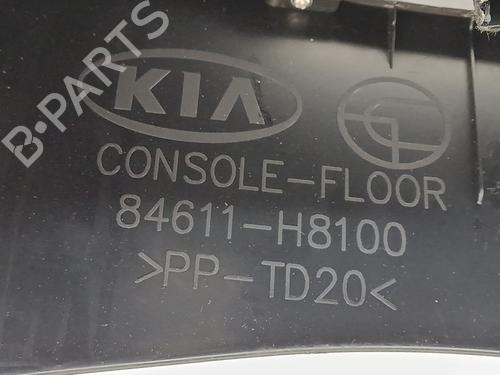 B-PARTS
KIA
CONSOLE-FLOOR
84611-H8100
>PP-TD20<